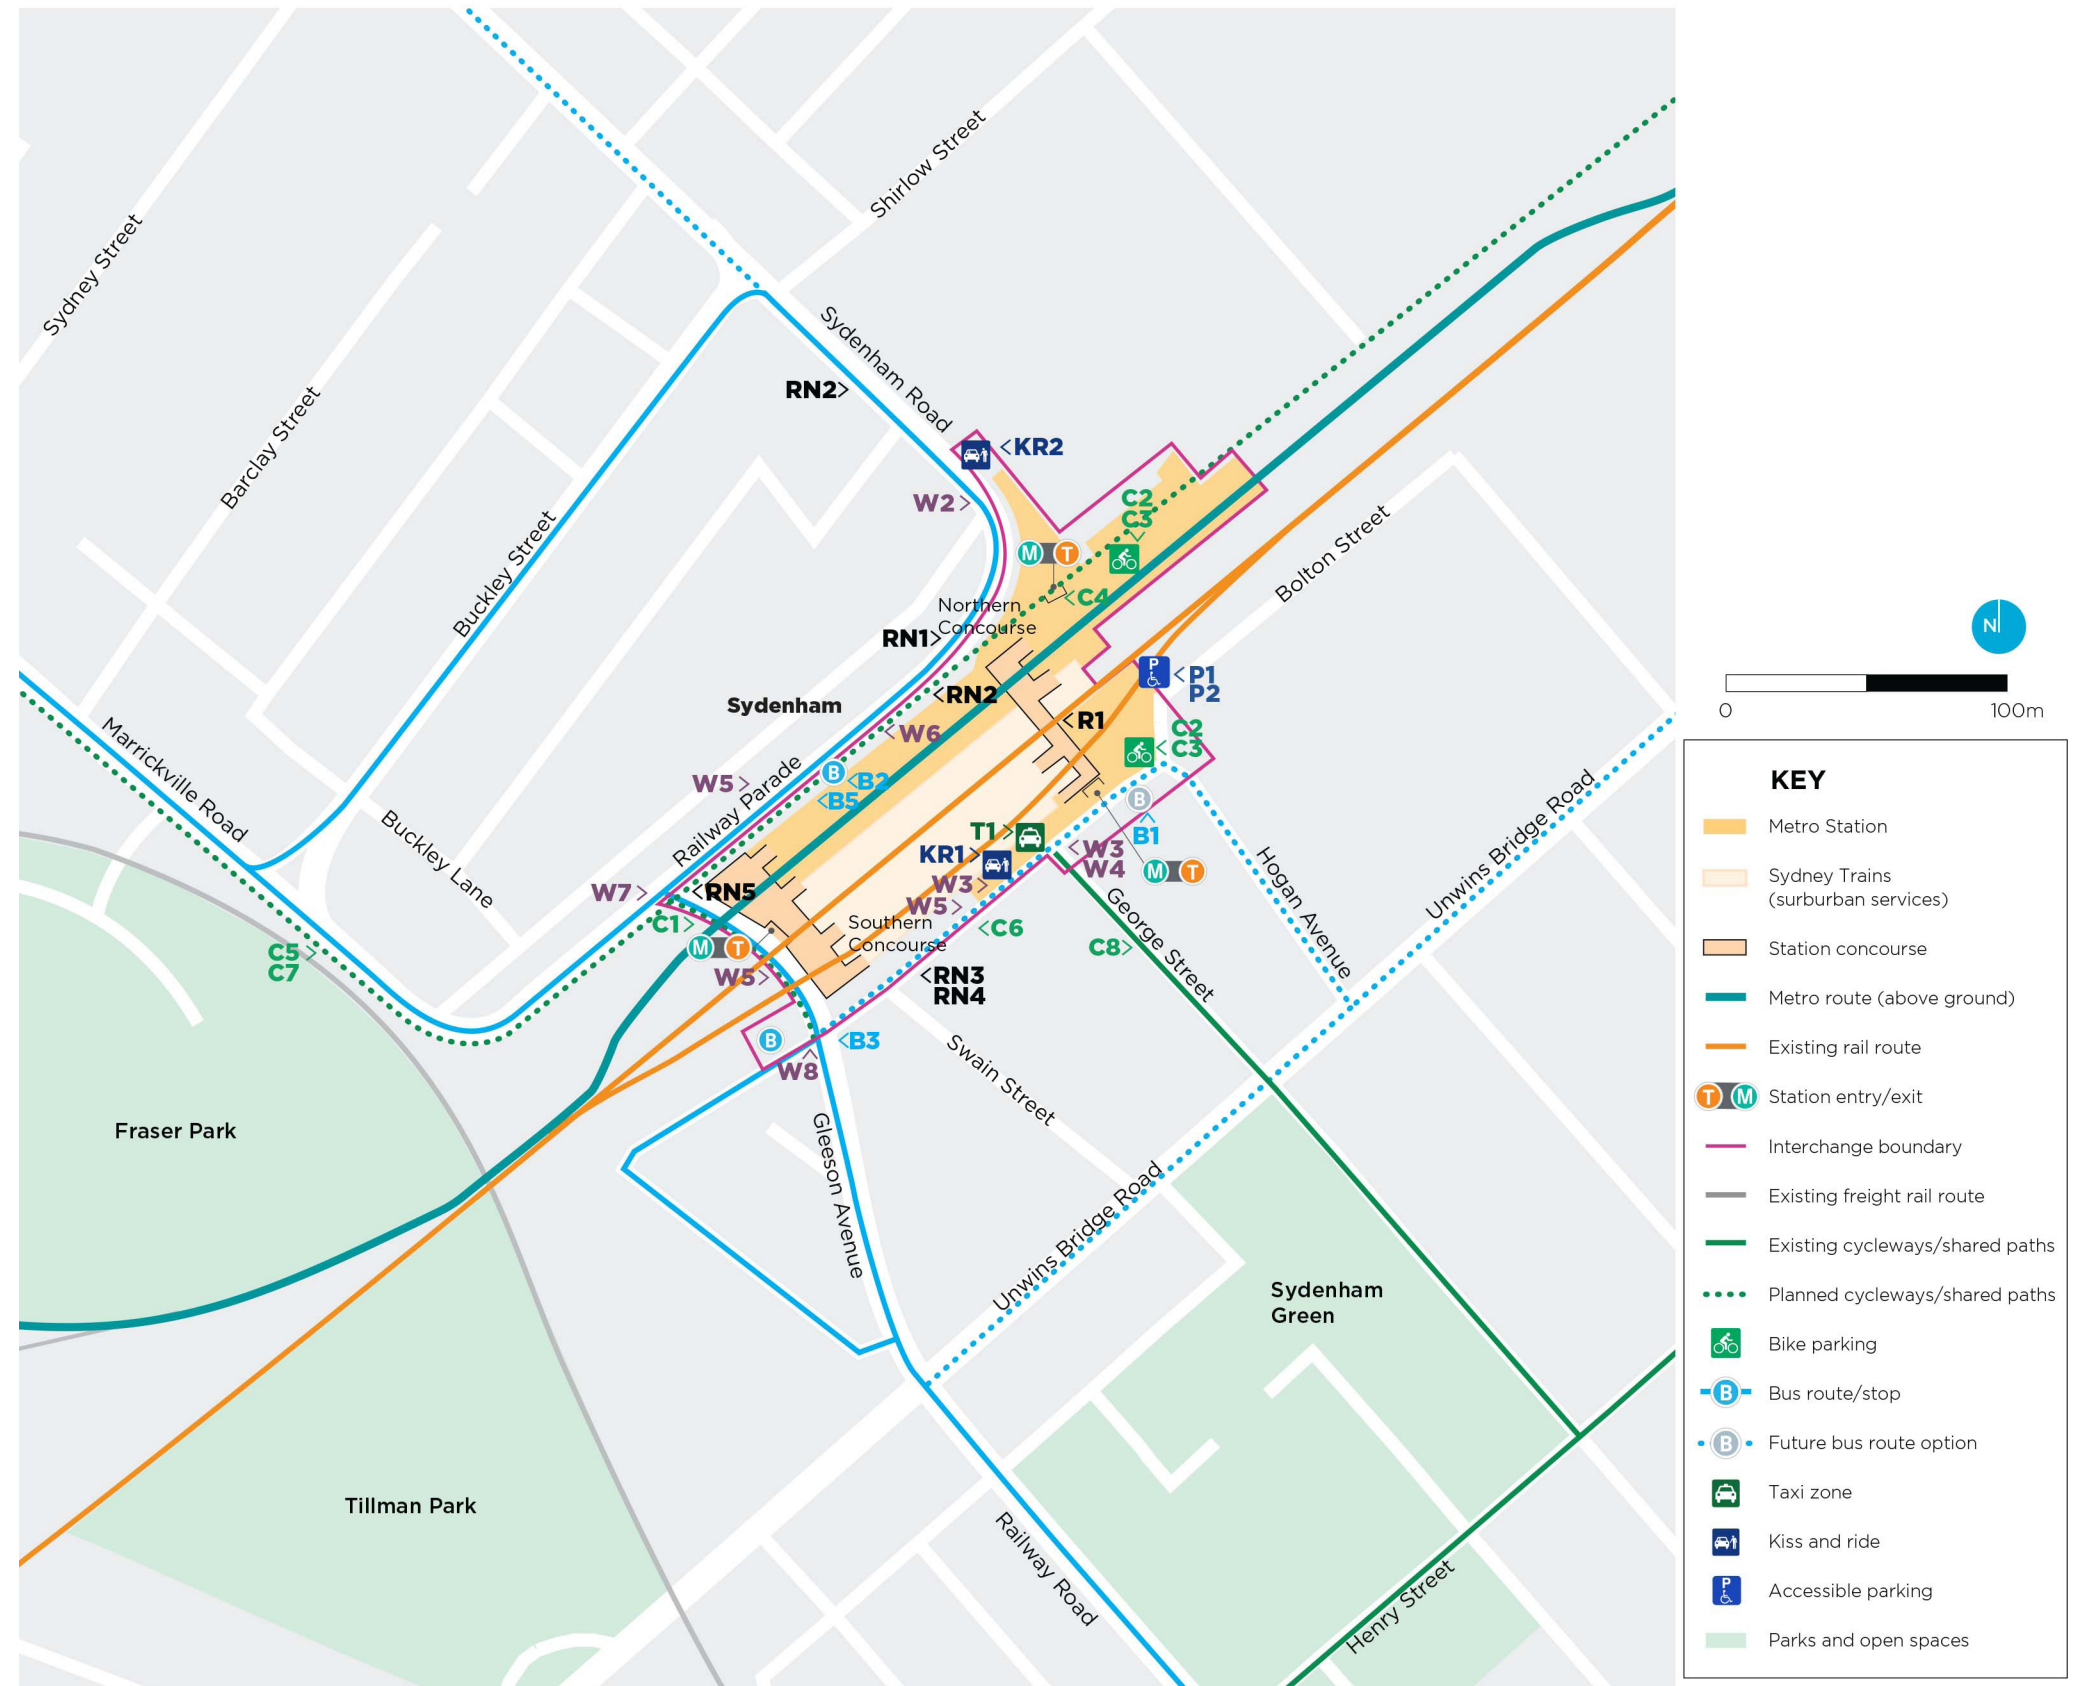 Shirlow Street
Sydney Street
Sydenham Road
RN2>
Barclay Street
<KR2
W2 >
C2
C3
M T
Bolton Street
Buckley Street
<C4
Northern
Concourse
RN1>
<P1
P2
<RN2
Sydenham
<R1
<W6
C2
<C3
Marrickville Road
Railway Parade
W5 >
B
<B2
<B5
B
B1
Unwins Bridge Road
Buckley Lane
T1 >
KR1>
<W3
W4
M T
Hogan Avenue
W7 >
<RN5
W3 >
W5 >
George Street
C1 >
Southern
Concourse
<C6
M T
C5 >
C7
C8>
W5 >
<RN3
RN4
B
<B3
W8
Swain Street
Fraser Park
Gleeson Avenue
Unwins Bridge Road
Sydenham
Green
Tillman Park
Railway Road
Henry Street
N
0 100m
KEY
Metro Station
Sydney Trains
(surburban services)
Station concourse
Metro route (above ground)
Existing rail route
T M Station entry/exit
Interchange boundary
Existing freight rail route
Existing cycleways/shared paths
Planned cycleways/shared paths
Bike parking
B Bus route/stop
B Future bus route option
Taxi zone
Kiss and ride
P Accessible parking
Parks and open spaces